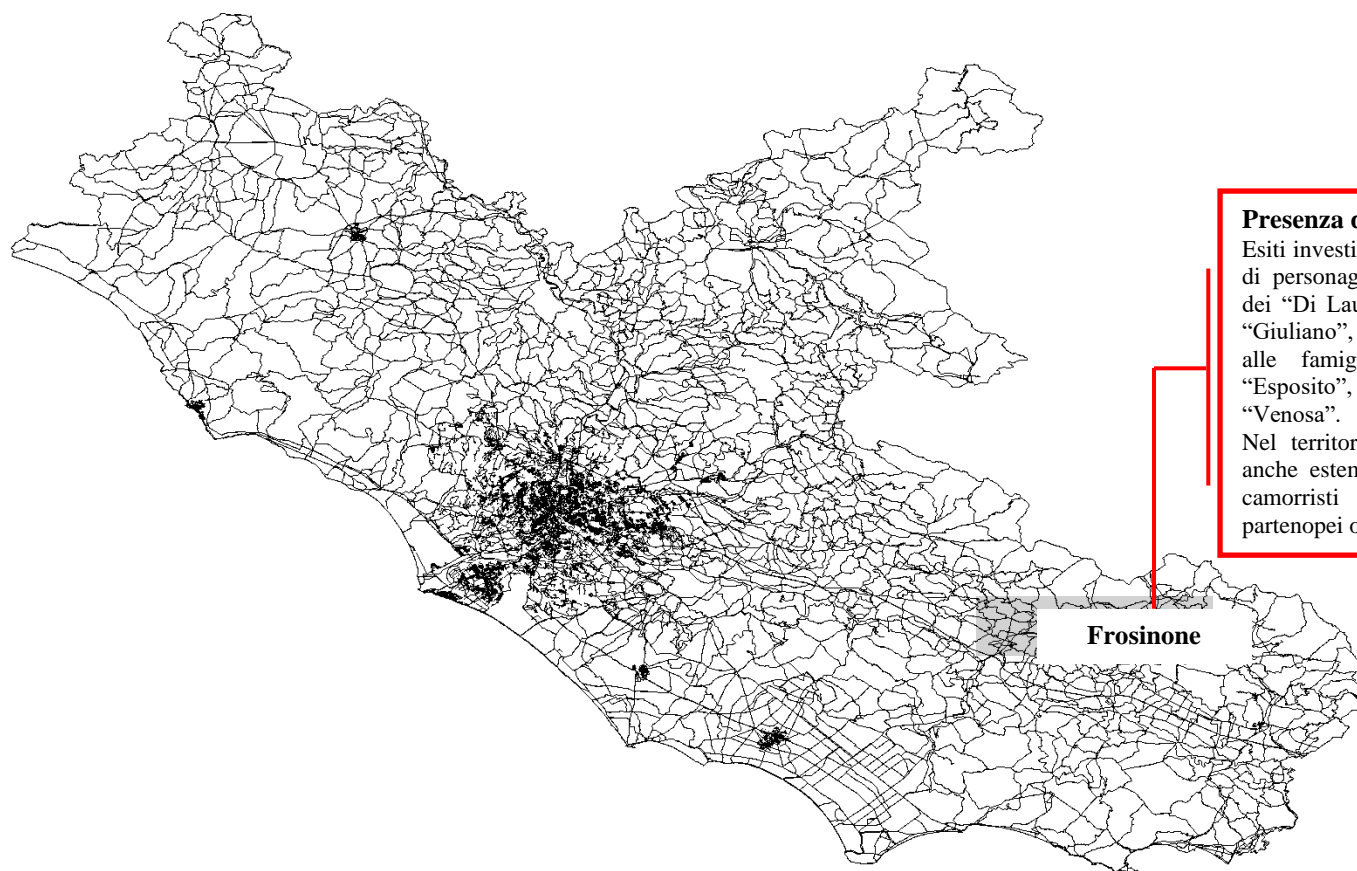 Presenza
Esiti
di personag
dei “Di Lau
“Giuliano”,
alle famig
“Esposito”,
“Venosa”.
Nel territor
anche esten
camorristi
partenopei
Frosinone